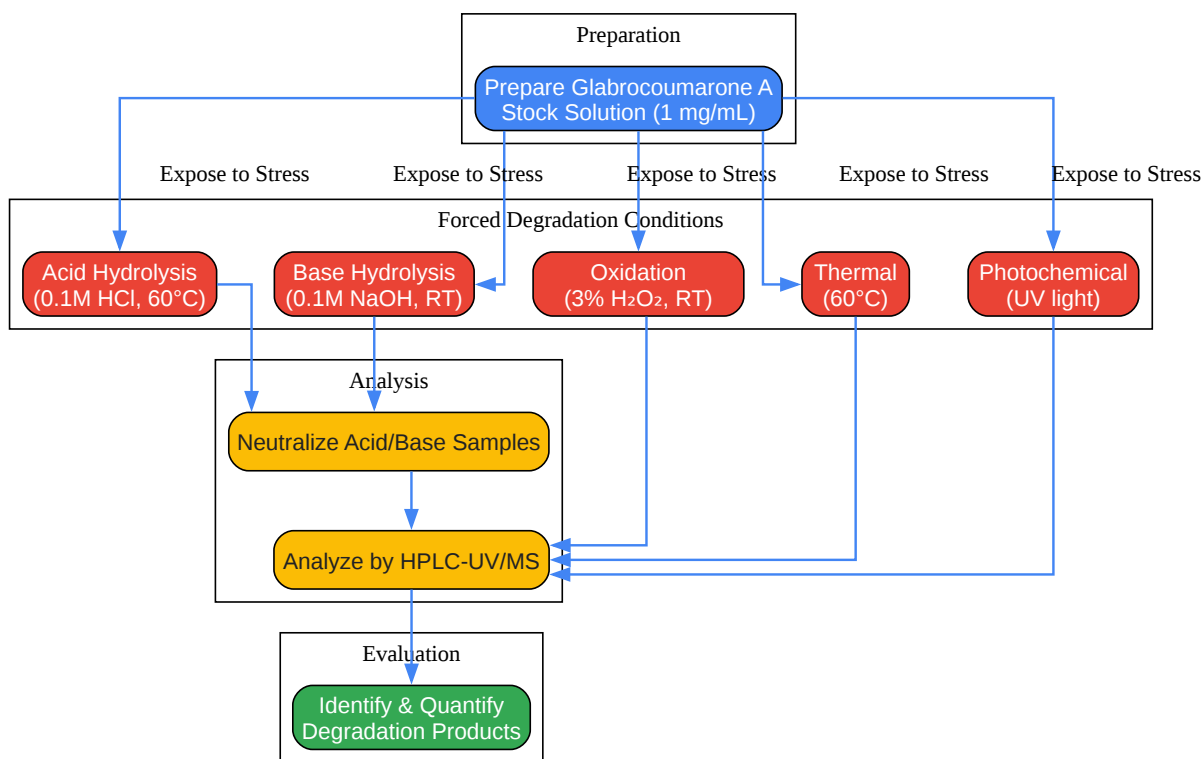 Preparation
Prepare Glabrocoumarone A
Stock Solution (1 mg/mL)
Expose to Stress
Expose to Stress
Expose to Stress
Expose to Stress
Expose to Stress
Forced Degradation Conditions
Acid Hydrolysis
(0.1M HCl, 60°C)
Base Hydrolysis
(0.1M NaOH, RT)
Oxidation
(3% H₂O₂, RT)
Thermal
(60°C)
Photochemical
(UV light)
Analysis
Neutralize Acid/Base Samples
Analyze by HPLC-UV/MS
Evaluation
Identify & Quantify
Degradation Products